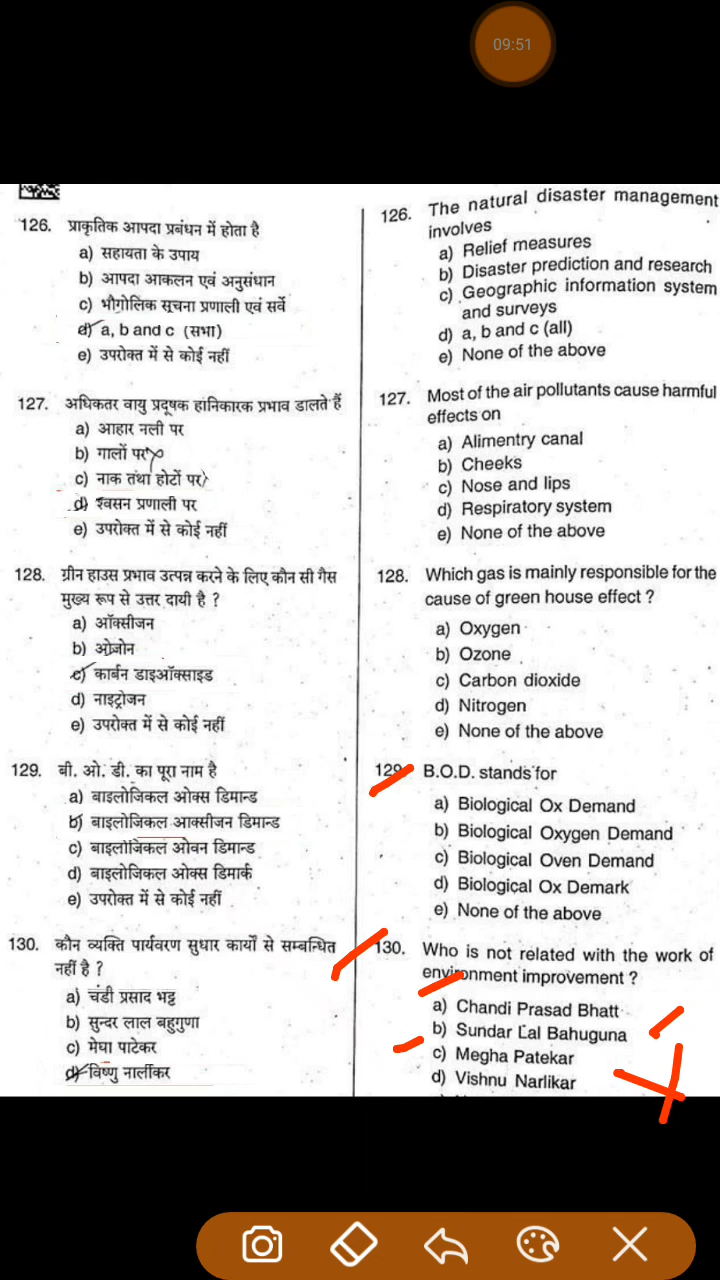 09:51
126. प्राकृतिक आपदा प्रबंधन में होता है
a) सहायता के उपाय
b) आपदा आकलन एवं अनुसंधान
c) भौगोलिक सूचना प्रणाली एवं सर्वे
d) a, b and c (सभा)
e) उपरोक्त में से कोई नहीं
127. अधिकतर वायु प्रदूषक हानिकारक प्रभाव डालते हैं
a) आहार नली पर
b) गालों पर
c) नाक तथा होटों पर
d) श्वसन प्रणाली पर
e) उपरोक्त में से कोई नहीं
128. ग्रीन हाउस प्रभाव उत्पन्न करने के लिए कौन सी गैस
मुख्य रूप से उत्तर दायी है ?
a) ऑक्सीजन
b) ओज़ोन
c) कार्बन डाइऑक्साइड
d) नाइट्रोजन
e) उपरोक्त में से कोई नहीं
129. बी. ओ. डी. का पूरा नाम है
a) बाइलोजिकल ओक्स डिमान्ड
b) बाइलोजिकल आक्सीजन डिमान्ड
c) बाइलोजिकल ओवन डिमान्ड
d) बाइलोजिकल ओक्स डिमार्क
e) उपरोक्त में से कोई नहीं
130. कौन व्यक्ति पार्यवरण सुधार कार्यों से सम्बन्धित
नहीं है ?
a) चंडी प्रसाद भट्ट
b) सुन्दर लाल बहुगुणा
c) मेघा पाटेकर
d) विष्णु नार्लीकर
126. The natural disaster management
involves
a) Relief measures
b) Disaster prediction and research
c) Geographic information system
and surveys
d) a, b and c (all)
e) None of the above
127. Most of the air pollutants cause harmful
effects on
a) Alimentry canal
b) Cheeks
c) Nose and lips
d) Respiratory system
e) None of the above
128. Which gas is mainly responsible for the
cause of green house effect ?
a) Oxygen
b) Ozone
c) Carbon dioxide
d) Nitrogen
e) None of the above
129. B.O.D. stands for
a) Biological Ox Demand
b) Biological Oxygen Demand
c) Biological Oven Demand
d) Biological Ox Demark
e) None of the above
130. Who is not related with the work of
environment improvement ?
a) Chandi Prasad Bhatt
b) Sundar Lal Bahuguna
c) Megha Patekar
d) Vishnu Narlikar